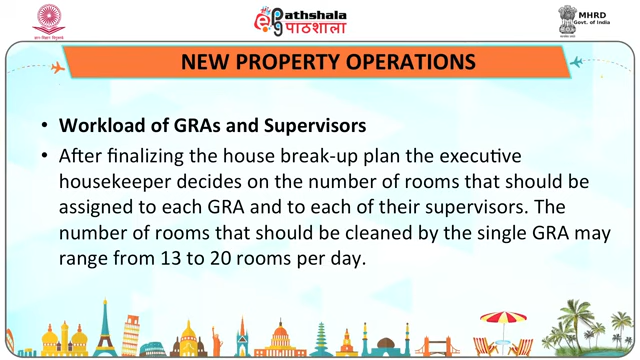 Pathshala
पाठशाला
MHRD
Govt. of India
NEW PROPERTY OPERATIONS
• Workload of GRAs and Supervisors
• After finalizing the house break-up plan the executive
housekeeper decides on the number of rooms that should be
assigned to each GRA and to each of their supervisors. The
number of rooms that should be cleaned by the single GRA may
range from 13 to 20 rooms per day.